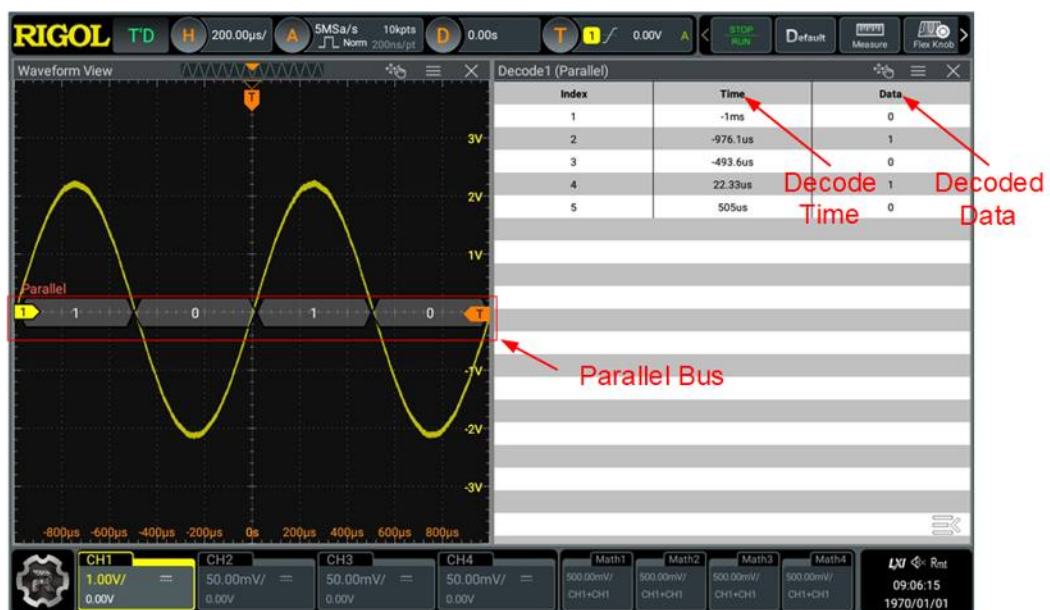 RIGOL T'D H 200.00μs/ A 5MSa/s 10kpts Norm 200ns/pt D 0.00s T 1 0.00V A STOP RUN Default Measure Flex Knob
Waveform View
Decode1 (Parallel)
Index Time Data
1 -1ms 0
2 -976.1us 1
3 -493.6us 0
4 22.33us 1
5 505us 0
Decode Time
Decoded Data
T
3V
2V
1V
Parallel
1 1 0 1 0 T
-1V
-2V
-3V
Parallel Bus
-800μs -600μs -400μs -200μs 0s 200μs 400μs 600μs 800μs
CH1 CH2 CH3 CH4 Math1 Math2 Math3 Math4
1.00V/ 50.00mV/ 50.00mV/ 50.00mV/ 500.00mV/ 500.00mV/ 500.00mV/ 500.00mV/
0.00V 0.00V 0.00V 0.00V CH1+CH1 CH1+CH1 CH1+CH1 CH1+CH1
LXI Rmt
09:06:15
1970/01/01